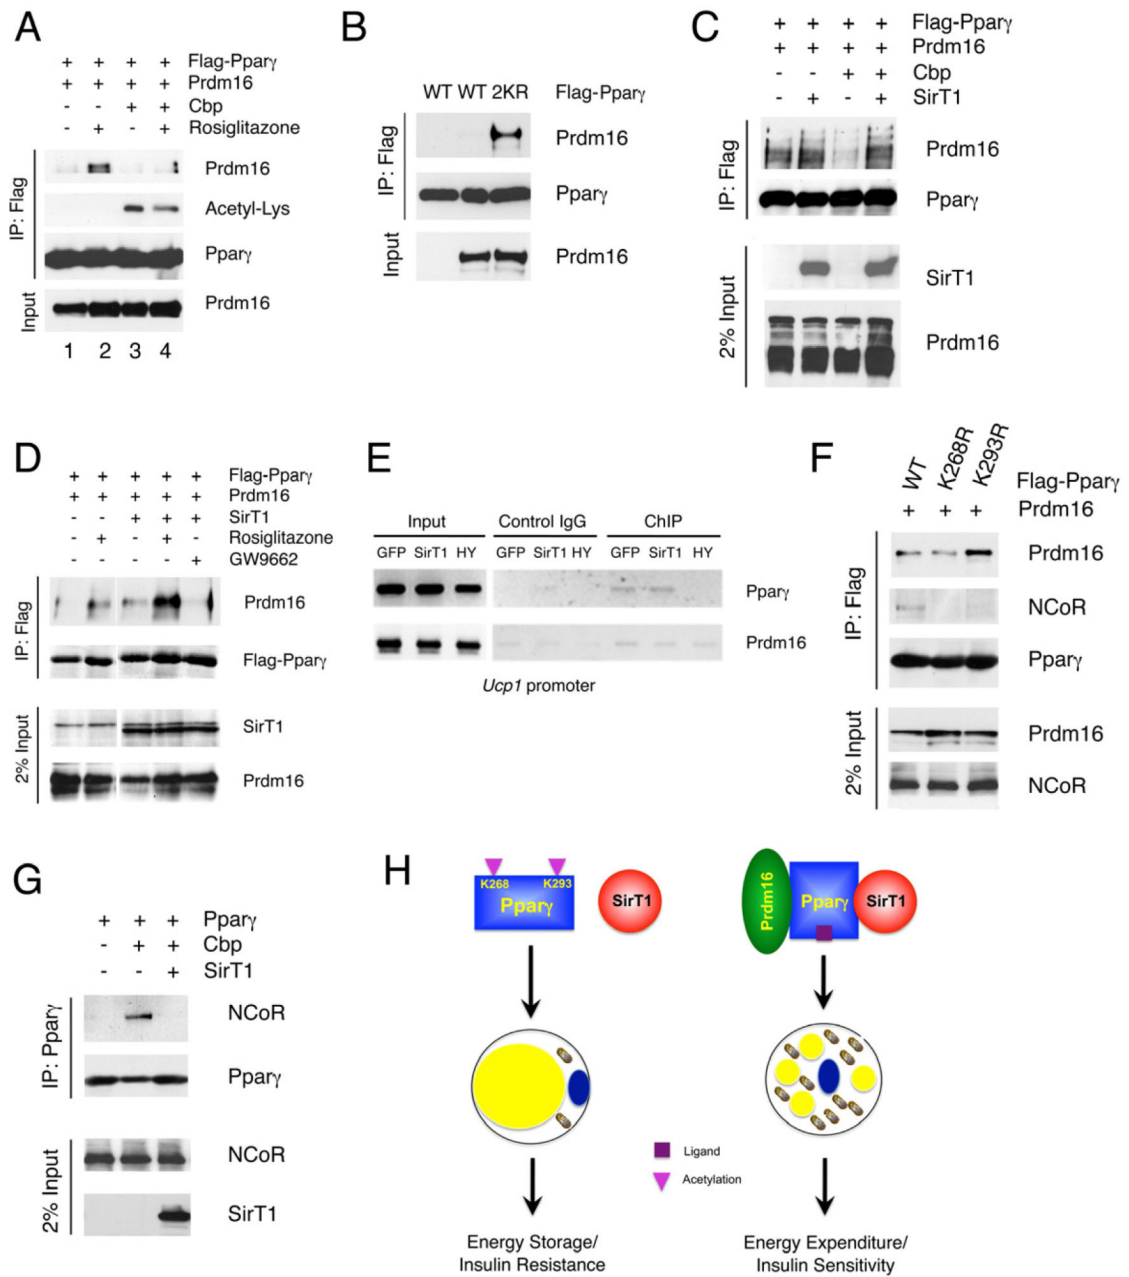 A
+ + + + Flag-Pparγ
+ + + + Prdm16
- - + + Cbp
- + - + Rosiglitazone
IP: Flag
Prdm16
Acetyl-Lys
Pparγ
Input
Prdm16
1 2 3 4
B
WT WT 2KR Flag-Pparγ
IP: Flag
Prdm16
Pparγ
Input
Prdm16
C
+ + + + Flag-Pparγ
+ + + + Prdm16
- - + + Cbp
- + - + SirT1
IP: Flag
Prdm16
Pparγ
2% Input
SirT1
Prdm16
D
+ + + + + Flag-Pparγ
+ + + + + Prdm16
- - + + + SirT1
- + - + - Rosiglitazone
- - - - + GW9662
IP: Flag
Prdm16
Flag-Pparγ
2% Input
SirT1
Prdm16
E
Input Control IgG ChIP
GFP SirT1 HY GFP SirT1 HY GFP SirT1 HY
Pparγ
Prdm16
Ucp1 promoter
F
WT K268R K293R Flag-Pparγ
+ + + Prdm16
IP: Flag
Prdm16
NCoR
Pparγ
2% Input
Prdm16
NCoR
G
+ + + Pparγ
- + + Cbp
- - + SirT1
IP: Pparγ
NCoR
Pparγ
2% Input
NCoR
SirT1
H
K268 K293
Pparγ
SirT1
Prdm16
Pparγ
SirT1
Ligand
Acetylation
Energy Storage/
Insulin Resistance
Energy Expenditure/
Insulin Sensitivity